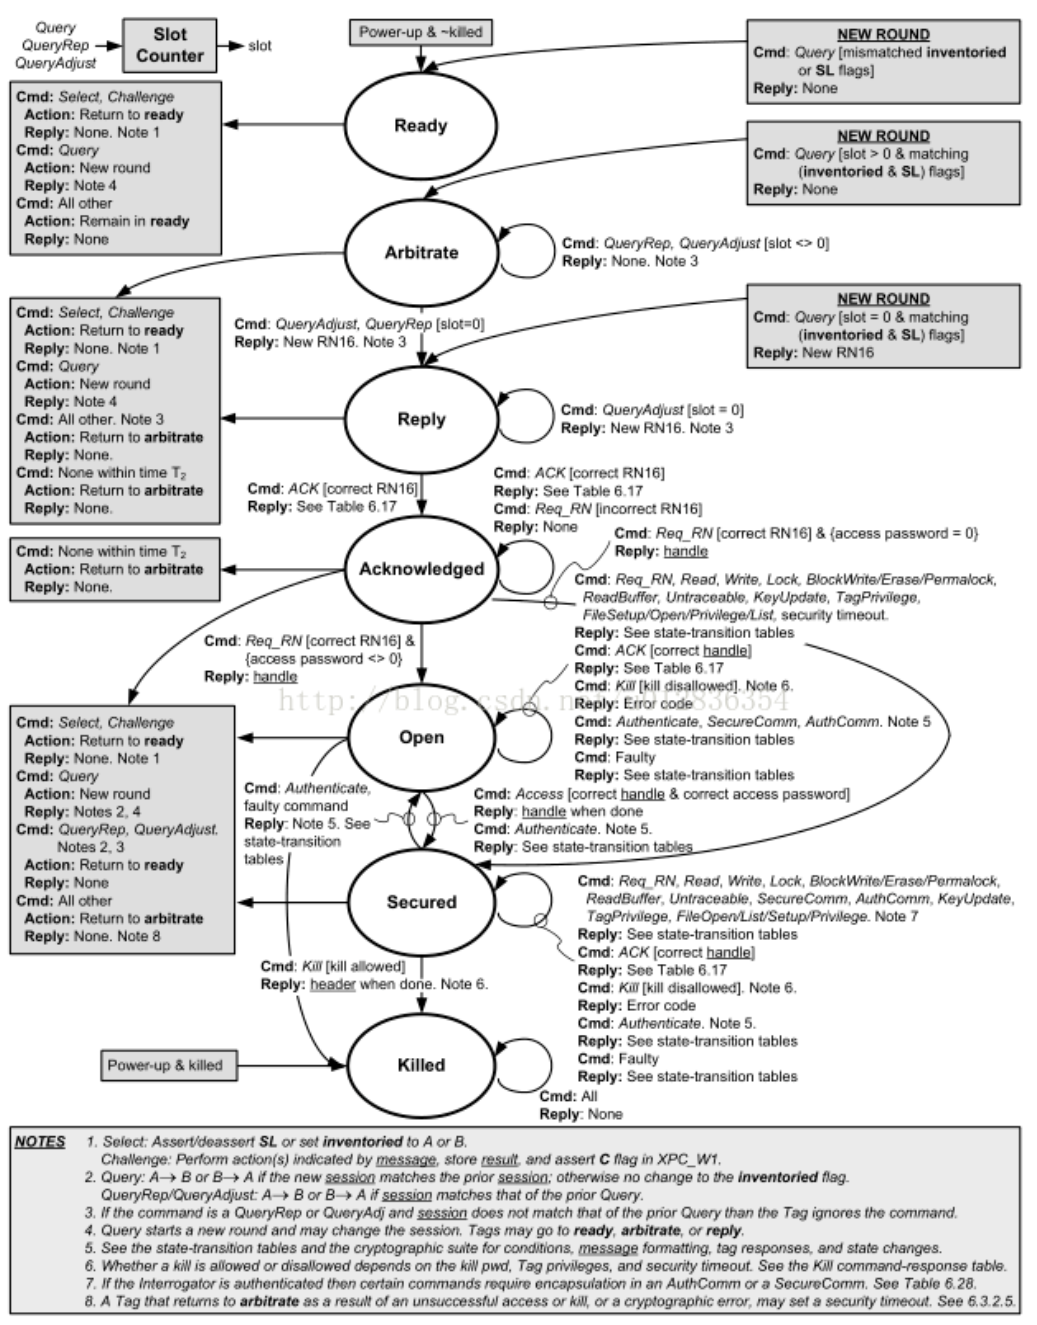 Query
QueryRep
QueryAdjust
Slot
Counter
slot
Power-up & ~killed
NEW ROUND
Cmd: Query [mismatched inventoried
or SL flags]
Reply: None
Cmd: Select, Challenge
Action: Return to ready
Reply: None. Note 1
Cmd: Query
Action: New round
Reply: Note 4
Cmd: All other
Action: Remain in ready
Reply: None
Ready
NEW ROUND
Cmd: Query [slot > 0 & matching
(inventoried & SL) flags]
Reply: None
Arbitrate
Cmd: QueryRep, QueryAdjust [slot <> 0]
Reply: None. Note 3
Cmd: Select, Challenge
Action: Return to ready
Reply: None. Note 1
Cmd: Query
Action: New round
Reply: Note 4
Cmd: All other. Note 3
Action: Return to arbitrate
Reply: None.
Cmd: None within time T2
Action: Return to arbitrate
Reply: None.
Cmd: QueryAdjust, QueryRep [slot=0]
Reply: New RN16. Note 3
NEW ROUND
Cmd: Query [slot = 0 & matching
(inventoried & SL) flags]
Reply: New RN16
Reply
Cmd: QueryAdjust [slot = 0]
Reply: New RN16. Note 3
Cmd: ACK [correct RN16]
Reply: See Table 6.17
Cmd: ACK [correct RN16]
Reply: See Table 6.17
Cmd: Req_RN [incorrect RN16]
Reply: None
Cmd: None within time T2
Action: Return to arbitrate
Reply: None.
Acknowledged
Cmd: Req_RN [correct RN16] & {access password = 0}
Reply: handle
Cmd: Req_RN, Read, Write, Lock, BlockWrite/Erase/Permalock,
ReadBuffer, Untraceable, KeyUpdate, TagPrivilege,
FileSetup/Open/Privilege/List, security timeout.
Reply: See state-transition tables
Cmd: ACK [correct handle]
Reply: See Table 6.17
Cmd: Kill [kill disallowed]. Note 6.
Reply: Error code
Cmd: Authenticate, SecureComm, AuthComm. Note 5
Reply: See state-transition tables
Cmd: Faulty
Reply: See state-transition tables
Cmd: Req_RN [correct RN16] &
{access password <> 0}
Reply: handle
Open
Cmd: Select, Challenge
Action: Return to ready
Reply: None. Note 1
Cmd: Query
Action: New round
Reply: Notes 2, 4
Cmd: QueryRep, QueryAdjust.
Notes 2, 3
Action: Return to ready
Reply: None
Cmd: All other
Action: Return to arbitrate
Reply: None. Note 8
Cmd: Authenticate,
faulty command
Reply: Note 5. See
state-transition
tables
Cmd: Access [correct handle & correct access password]
Reply: handle when done
Cmd: Authenticate. Note 5.
Reply: See state-transition tables
Secured
Cmd: Req_RN, Read, Write, Lock, BlockWrite/Erase/Permalock,
ReadBuffer, Untraceable, SecureComm, AuthComm, KeyUpdate,
TagPrivilege, FileOpen/List/Setup/Privilege. Note 7
Reply: See state-transition tables
Cmd: ACK [correct handle]
Reply: See Table 6.17
Cmd: Kill [kill disallowed]. Note 6.
Reply: Error code
Cmd: Authenticate. Note 5.
Reply: See state-transition tables
Cmd: Faulty
Reply: See state-transition tables
Cmd: Kill [kill allowed]
Reply: header when done. Note 6.
Power-up & killed
Killed
Cmd: All
Reply: None
NOTES
1. Select: Assert/deassert SL or set inventoried to A or B.
Challenge: Perform action(s) indicated by message, store result, and assert C flag in XPC_W1.
2. Query: A→ B or B→ A if the new session matches the prior session; otherwise no change to the inventoried flag.
QueryRep/QueryAdjust: A→ B or B→ A if session matches that of the prior Query.
3. If the command is a QueryRep or QueryAdj and session does not match that of the prior Query than the Tag ignores the command.
4. Query starts a new round and may change the session. Tags may go to ready, arbitrate, or reply.
5. See the state-transition tables and the cryptographic suite for conditions, message formatting, tag responses, and state changes.
6. Whether a kill is allowed or disallowed depends on the kill pwd, Tag privileges, and security timeout. See the Kill command-response table.
7. If the Interrogator is authenticated then certain commands require encapsulation in an AuthComm or a SecureComm. See Table 6.28.
8. A Tag that returns to arbitrate as a result of an unsuccessful access or kill, or a cryptographic error, may set a security timeout. See 6.3.2.5.